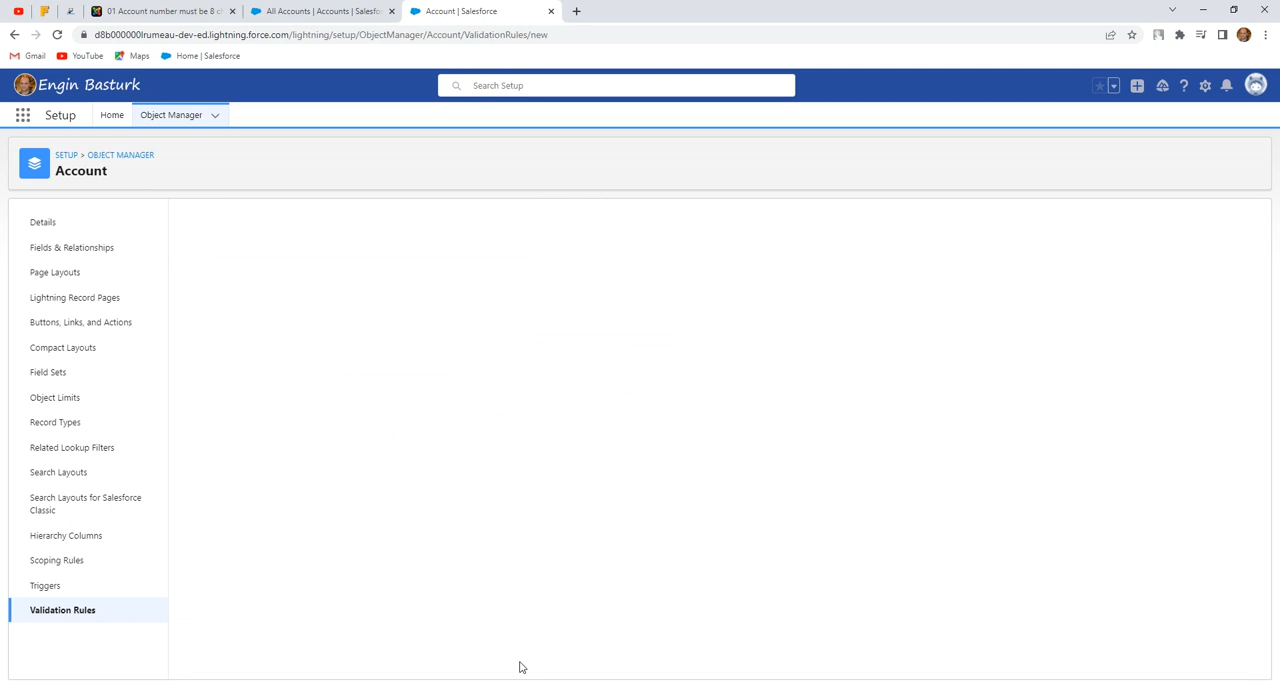 01 Account number must be 8 ch
All Accounts | Accounts | Salesfor
Account | Salesforce
d8b000000lrumeau-dev-ed.lightning.force.com/lightning/setup/ObjectManager/Account/ValidationRules/new
Gmail
YouTube
Maps
Home | Salesforce
Engin Basturk
Search Setup
Setup
Home
Object Manager
SETUP > OBJECT MANAGER
Account
Details
Fields & Relationships
Page Layouts
Lightning Record Pages
Buttons, Links, and Actions
Compact Layouts
Field Sets
Object Limits
Record Types
Related Lookup Filters
Search Layouts
Search Layouts for Salesforce
Classic
Hierarchy Columns
Scoping Rules
Triggers
Validation Rules